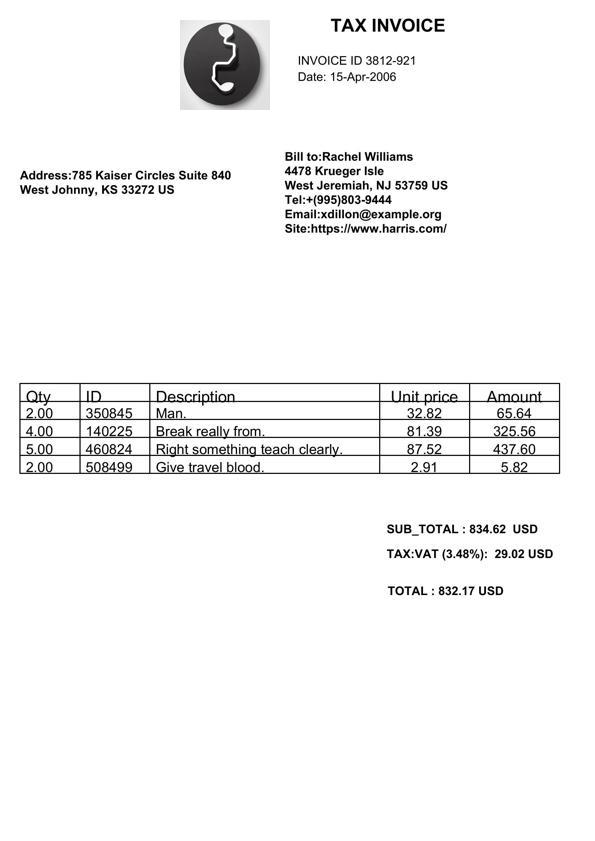 TAX INVOICE
INVOICE ID 3812-921
Date: 15-Apr-2006
Address:785 Kaiser Circles Suite 840
West Johnny, KS 33272 US
Bill to:Rachel Williams
4478 Krueger Isle
West Jeremiah, NJ 53759 US
Tel:+(995)803-9444
Email:xdillon@example.org
Site:https://www.harris.com/
Qty ID Description Unit price Amount
2.00 350845 Man. 32.82 65.64
4.00 140225 Break really from. 81.39 325.56
5.00 460824 Right something teach clearly. 87.52 437.60
2.00 508499 Give travel blood. 2.91 5.82
SUB_TOTAL : 834.62 USD
TAX:VAT (3.48%): 29.02 USD
TOTAL : 832.17 USD